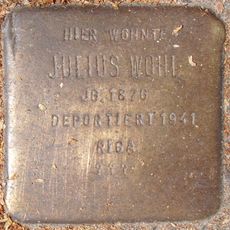 HIER WOHNTE
JULIUS WOHL
JG. 1876
DEPORTIERT 1941
RIGA
???